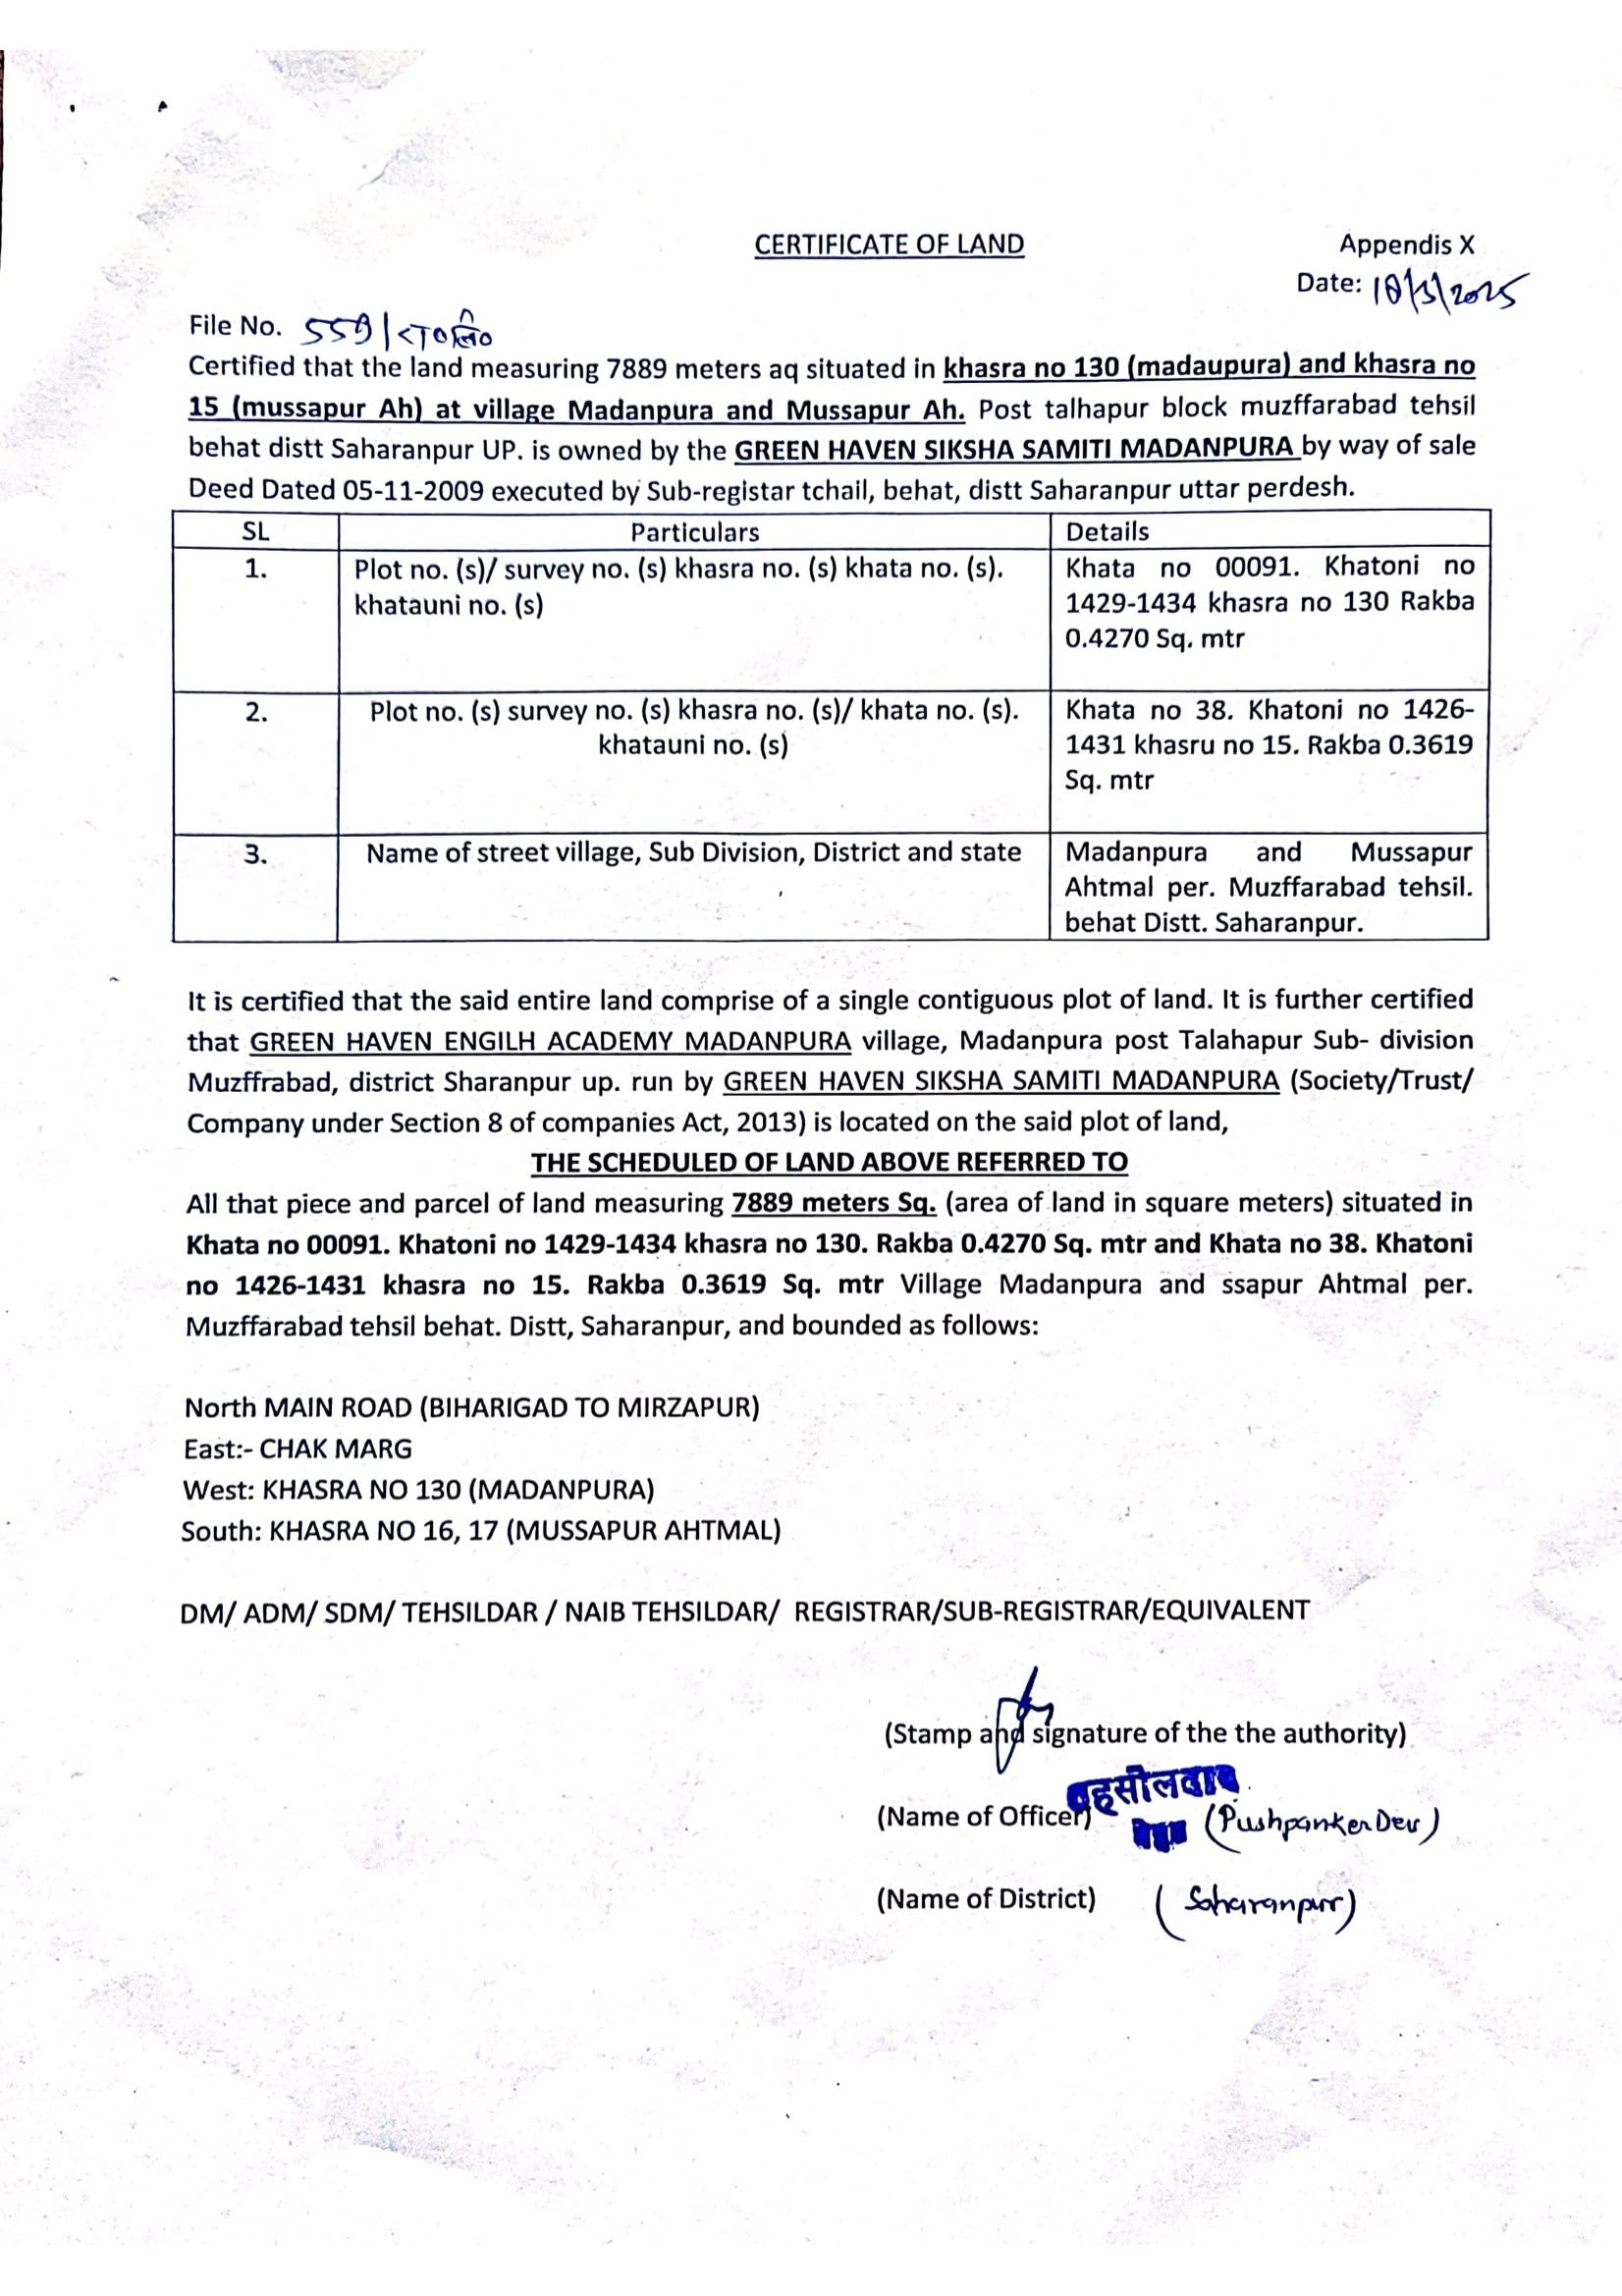 CERTIFICATE OF LAND
Appendis X
Date:
File No.
Certified that the land measuring 7889 meters aq situated in khasra no 130 (madaupura) and khasra no
15 (mussapur Ah) at village Madanpura and Mussapur Ah. Post talhapur block muzffarabad tehsil
behat distt Saharanpur UP. is owned by the GREEN HAVEN SIKSHA SAMITI MADANPURA by way of sale
Deed Dated 05-11-2009 executed by Sub-registar tchail, behat, distt Saharanpur uttar perdesh.
SL Particulars Details
1. Plot no. (s)/ survey no. (s) khasra no. (s) khata no. (s). Khata no 00091. Khatoni no
khatauni no. (s) 1429-1434 khasra no 130 Rakba
0.4270 Sq. mtr
2. Plot no. (s) survey no. (s) khasra no. (s)/ khata no. (s). Khata no 38. Khatoni no 1426-
khatauni no. (s) 1431 khasru no 15. Rakba 0.3619
Sq. mtr
3. Name of street village, Sub Division, District and state Madanpura and Mussapur
Ahtmal per. Muzffarabad tehsil.
behat Distt. Saharanpur.
It is certified that the said entire land comprise of a single contiguous plot of land. It is further certified
that GREEN HAVEN ENGILH ACADEMY MADANPURA village, Madanpura post Talahapur Sub- division
Muzffrabad, district Sharanpur up. run by GREEN HAVEN SIKSHA SAMITI MADANPURA (Society/Trust/
Company under Section 8 of companies Act, 2013) is located on the said plot of land,
THE SCHEDULED OF LAND ABOVE REFERRED TO
All that piece and parcel of land measuring 7889 meters Sq. (area of land in square meters) situated in
Khata no 00091. Khatoni no 1429-1434 khasra no 130. Rakba 0.4270 Sq. mtr and Khata no 38. Khatoni
no 1426-1431 khasra no 15. Rakba 0.3619 Sq. mtr Village Madanpura and ssapur Ahtmal per.
Muzffarabad tehsil behat. Distt, Saharanpur, and bounded as follows:
North MAIN ROAD (BIHARIGAD TO MIRZAPUR)
East:- CHAK MARG
West: KHASRA NO 130 (MADANPURA)
South: KHASRA NO 16, 17 (MUSSAPUR AHTMAL)
DM/ ADM/ SDM/ TEHSILDAR / NAIB TEHSILDAR/ REGISTRAR/SUB-REGISTRAR/EQUIVALENT
(Stamp and signature of the the authority)
तहसीलदार
(Name of Officer) (Pushpanker Dev)
(Name of District) (Saharanpur)